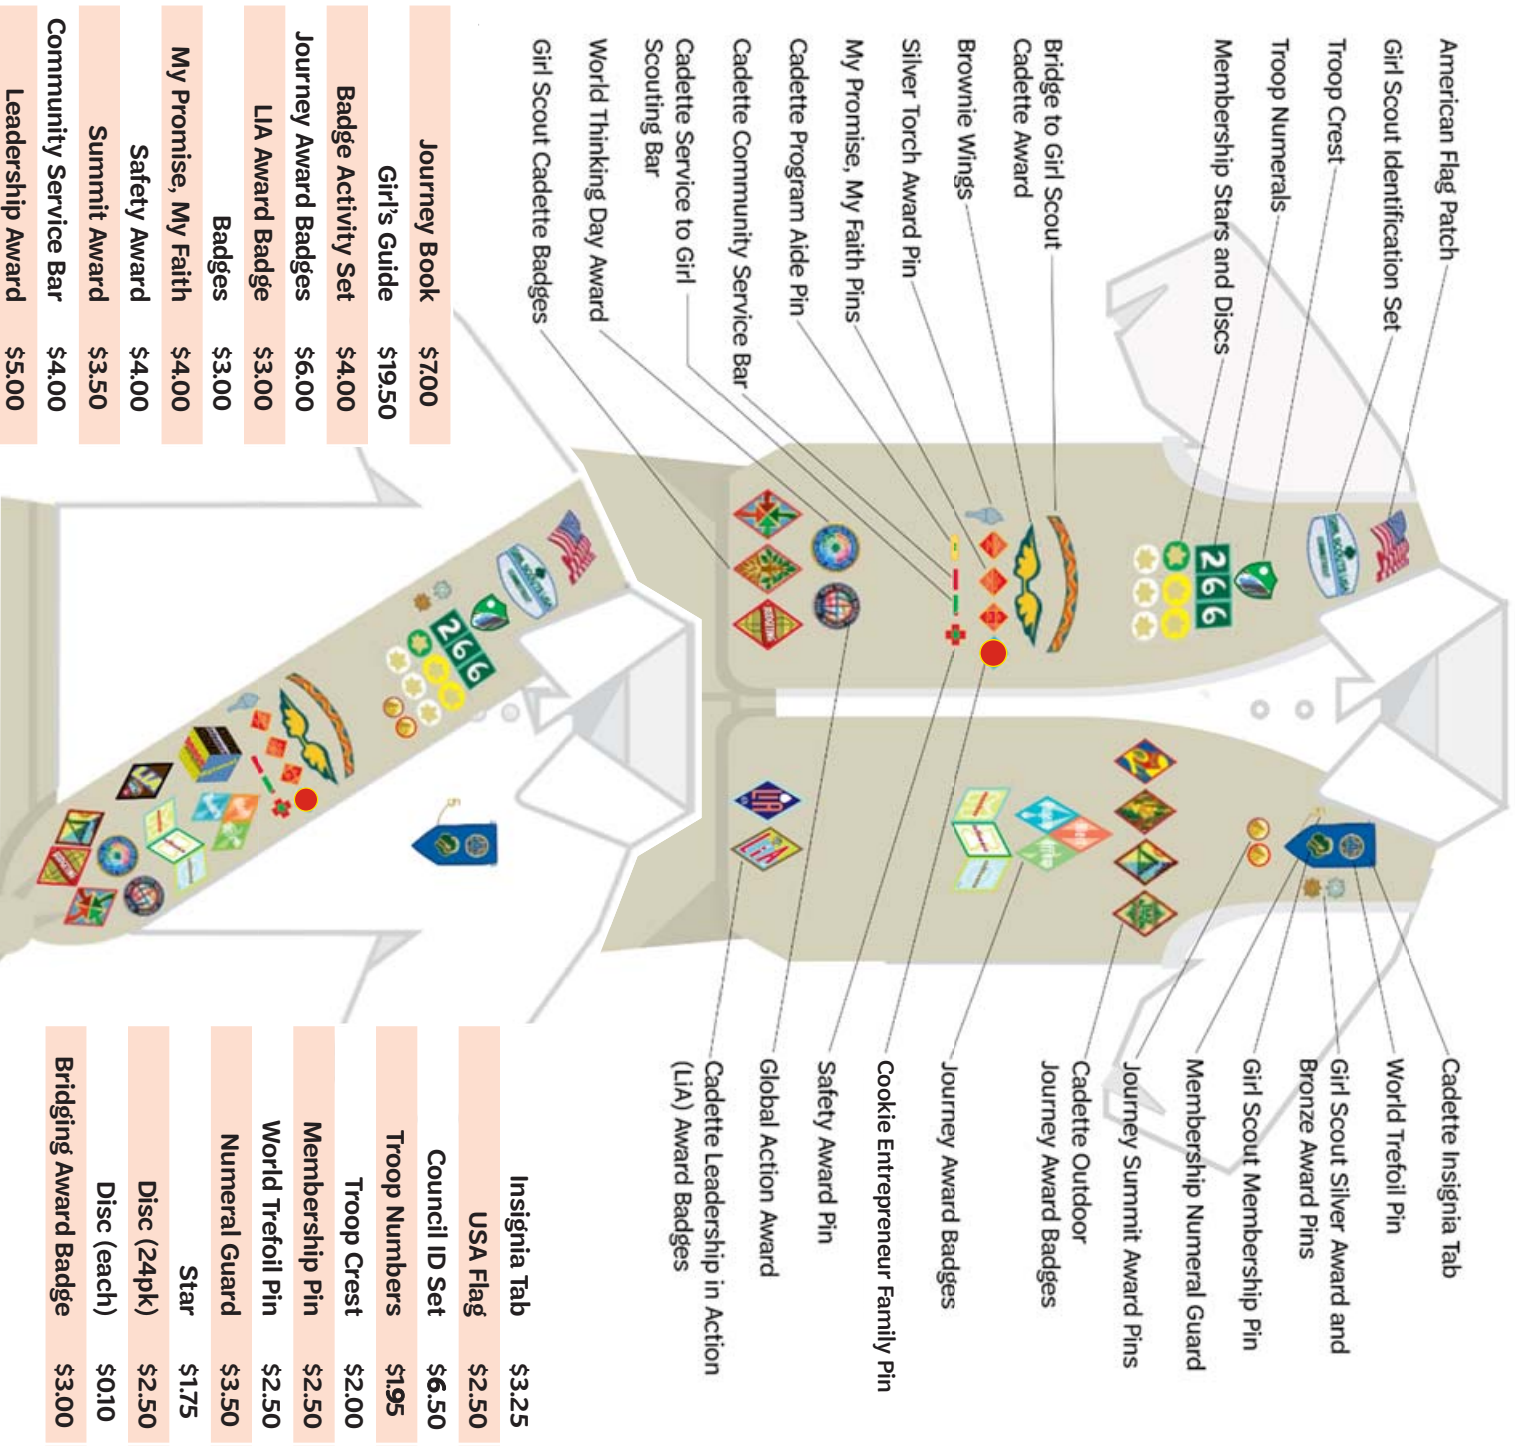 American Flag Patch
Girl Scout Identification Set
Troop Crest
Troop Numerals
Membership Stars and Discs
Bridge to Girl Scout
Cadette Award
Brownie Wings
Silver Torch Award Pin
My Promise, My Faith Pins
Cadette Program Aide Pin
Cadette Community Service Bar
Cadette Service to Girl
Scouting Bar
World Thinking Day Award
Girl Scout Cadette Badges
266
LIA
LIA
Cadette Insignia Tab
World Trefoil Pin
Girl Scout Silver Award and
Bronze Award Pins
Girl Scout Membership Pin
Membership Numeral Guard
Journey Summit Award Pins
Cadette Outdoor
Journey Award Badges
Journey Award Badges
Cookie Entrepreneur Family Pin
Safety Award Pin
Global Action Award
Cadette Leadership in Action
(LiA) Award Badges
Journey Book $7.00
Girl's Guide $19.50
Badge Activity Set $4.00
Journey Award Badges $6.00
LIA Award Badge $3.00
Badges $3.00
My Promise, My Faith $4.00
Safety Award $4.00
Summit Award $3.50
Community Service Bar $4.00
Leadership Award $5.00
GIRL SCOUTS USA
266
LIA
Insignia Tab $3.25
USA Flag $2.50
Council ID Set $6.50
Troop Numbers $1.95
Troop Crest $2.00
Membership Pin $2.50
World Trefoil Pin $2.50
Numeral Guard $3.50
Star $1.75
Disc (24pk) $2.50
Disc (each) $0.10
Bridging Award Badge $3.00